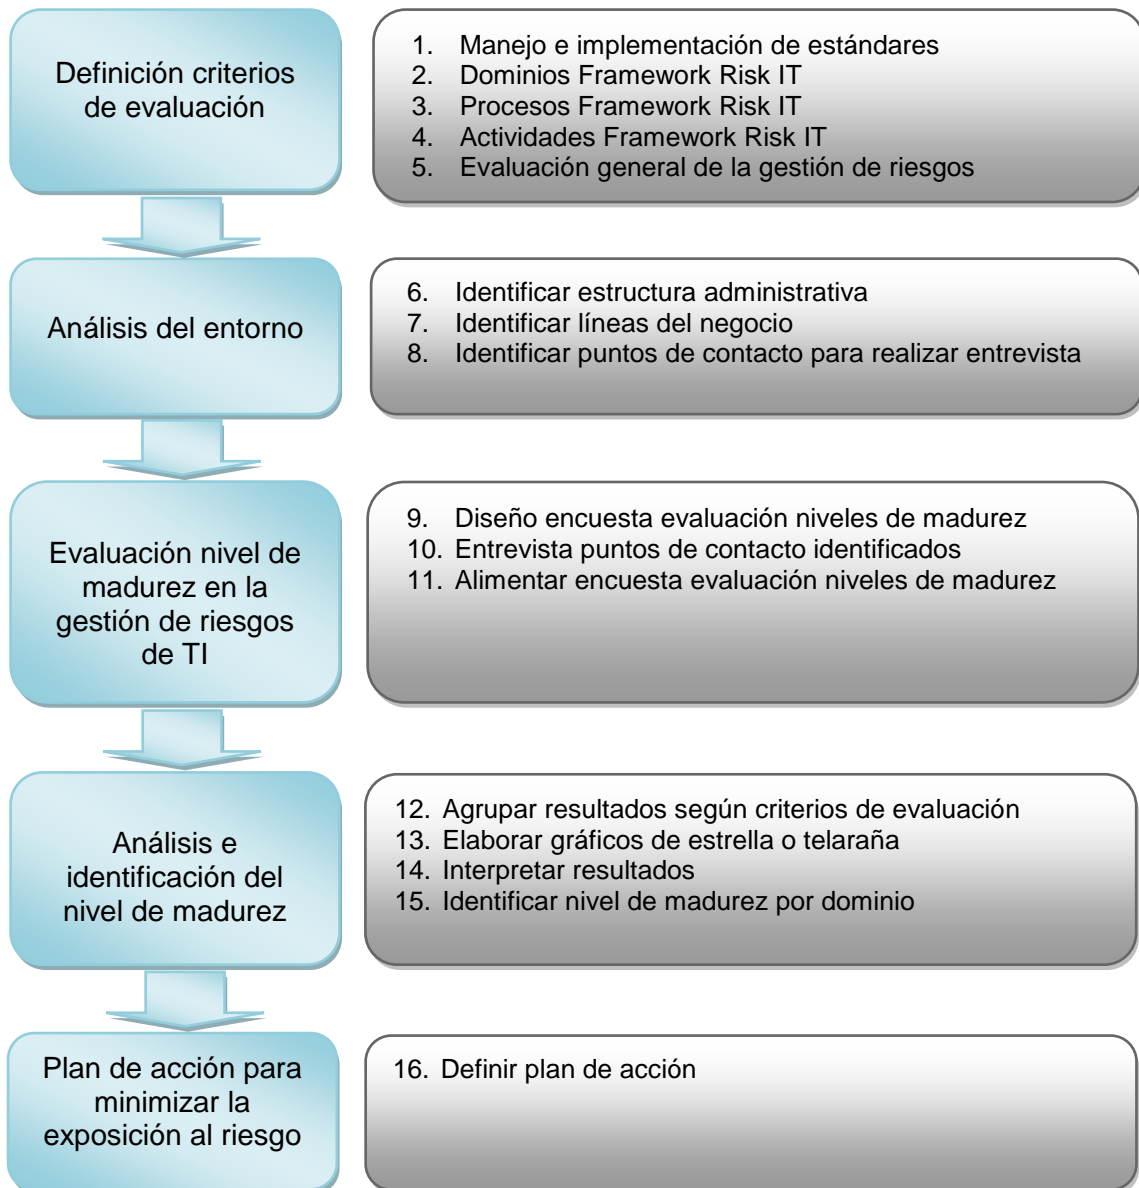 Definición criterios
de evaluación
1. Manejo e implementación de estándares
2. Dominios Framework Risk IT
3. Procesos Framework Risk IT
4. Actividades Framework Risk IT
5. Evaluación general de la gestión de riesgos
Análisis del entorno
6. Identificar estructura administrativa
7. Identificar líneas del negocio
8. Identificar puntos de contacto para realizar entrevista
Evaluación nivel de
madurez en la
gestión de riesgos
de TI
9. Diseño encuesta evaluación niveles de madurez
10. Entrevista puntos de contacto identificados
11. Alimentar encuesta evaluación niveles de madurez
Análisis e
identificación del
nivel de madurez
12. Agrupar resultados según criterios de evaluación
13. Elaborar gráficos de estrella o telaraña
14. Interpretar resultados
15. Identificar nivel de madurez por dominio
Plan de acción para
minimizar la
exposición al riesgo
16. Definir plan de acción